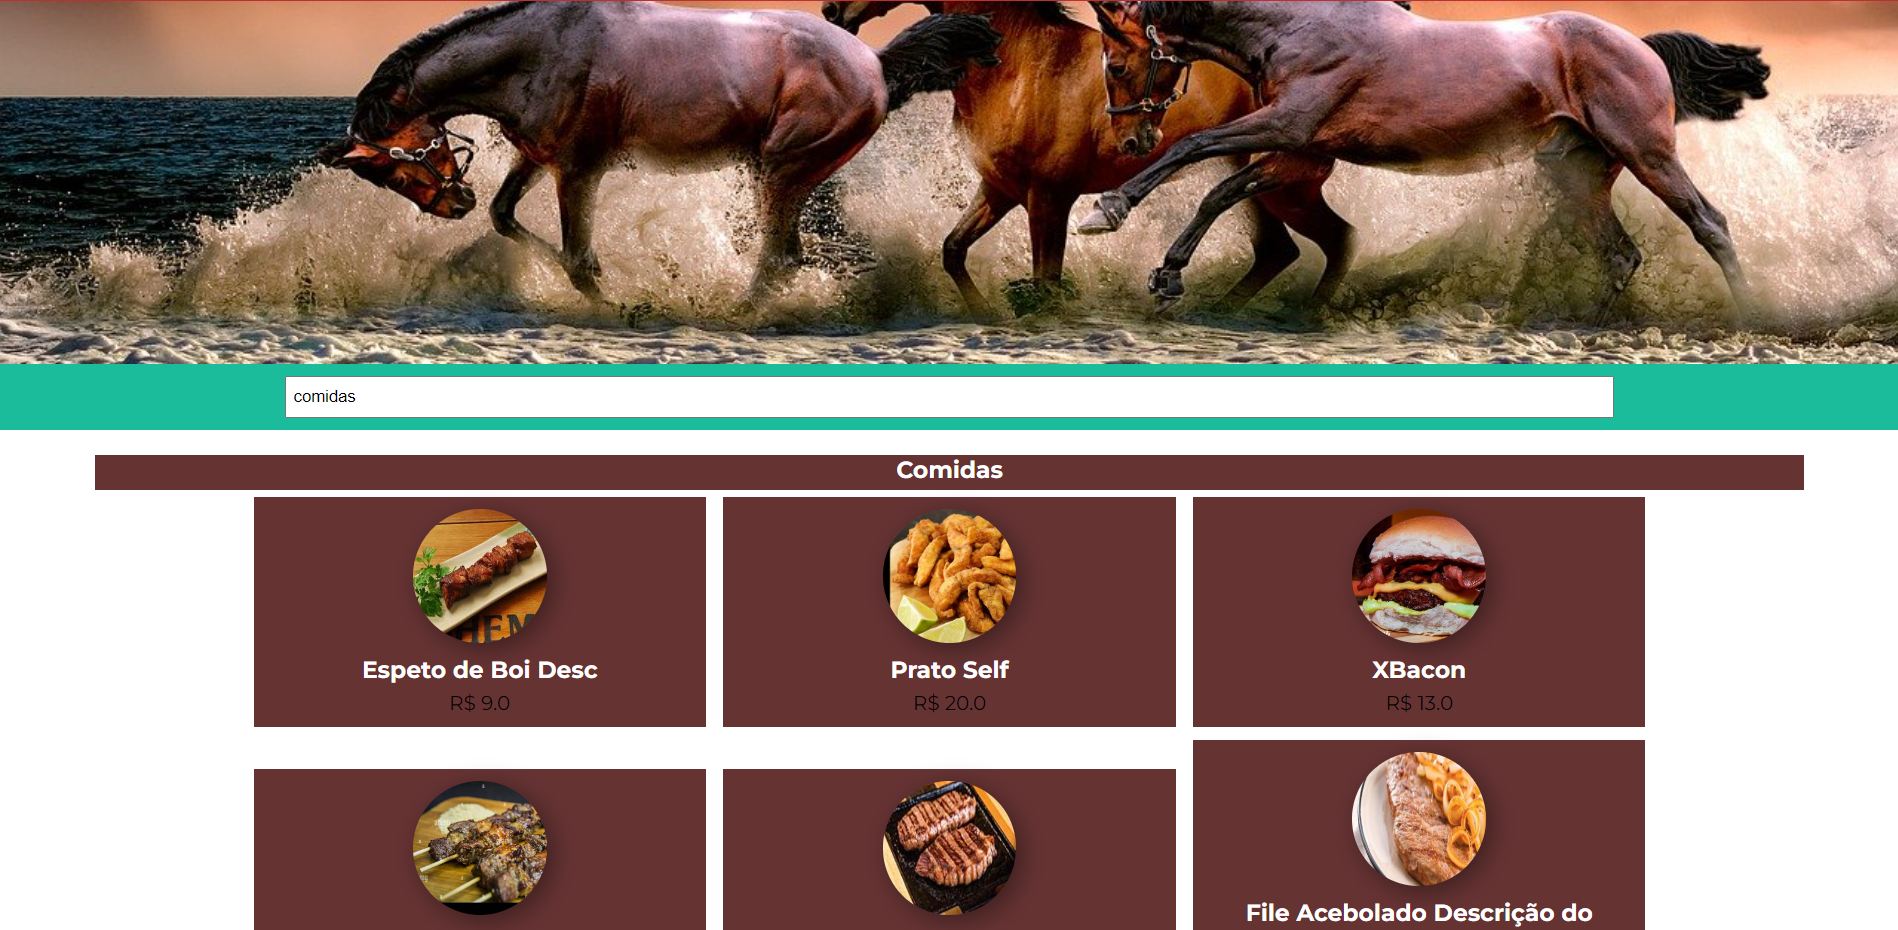 comidas
Comidas
HEM
Espeto de Boi Desc
Prato Self
XBacon
R$ 9.0
R$ 20.0
R$ 13.0
File Acebolado Descrição do